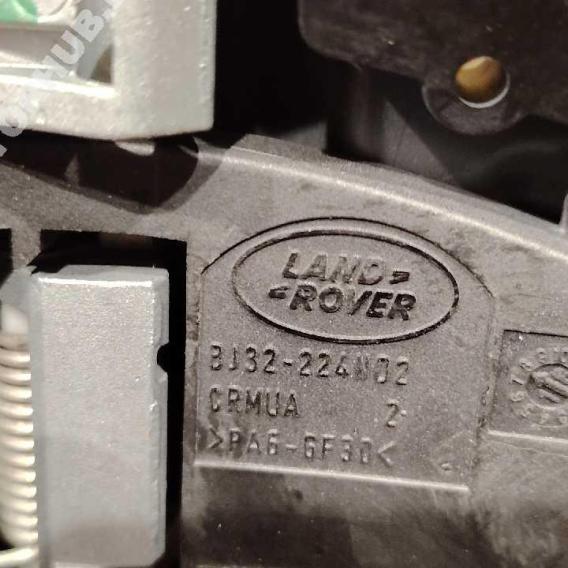 LAND
ROVER
BJ32-224N02
CRMUA 2
>PA6-GF30<